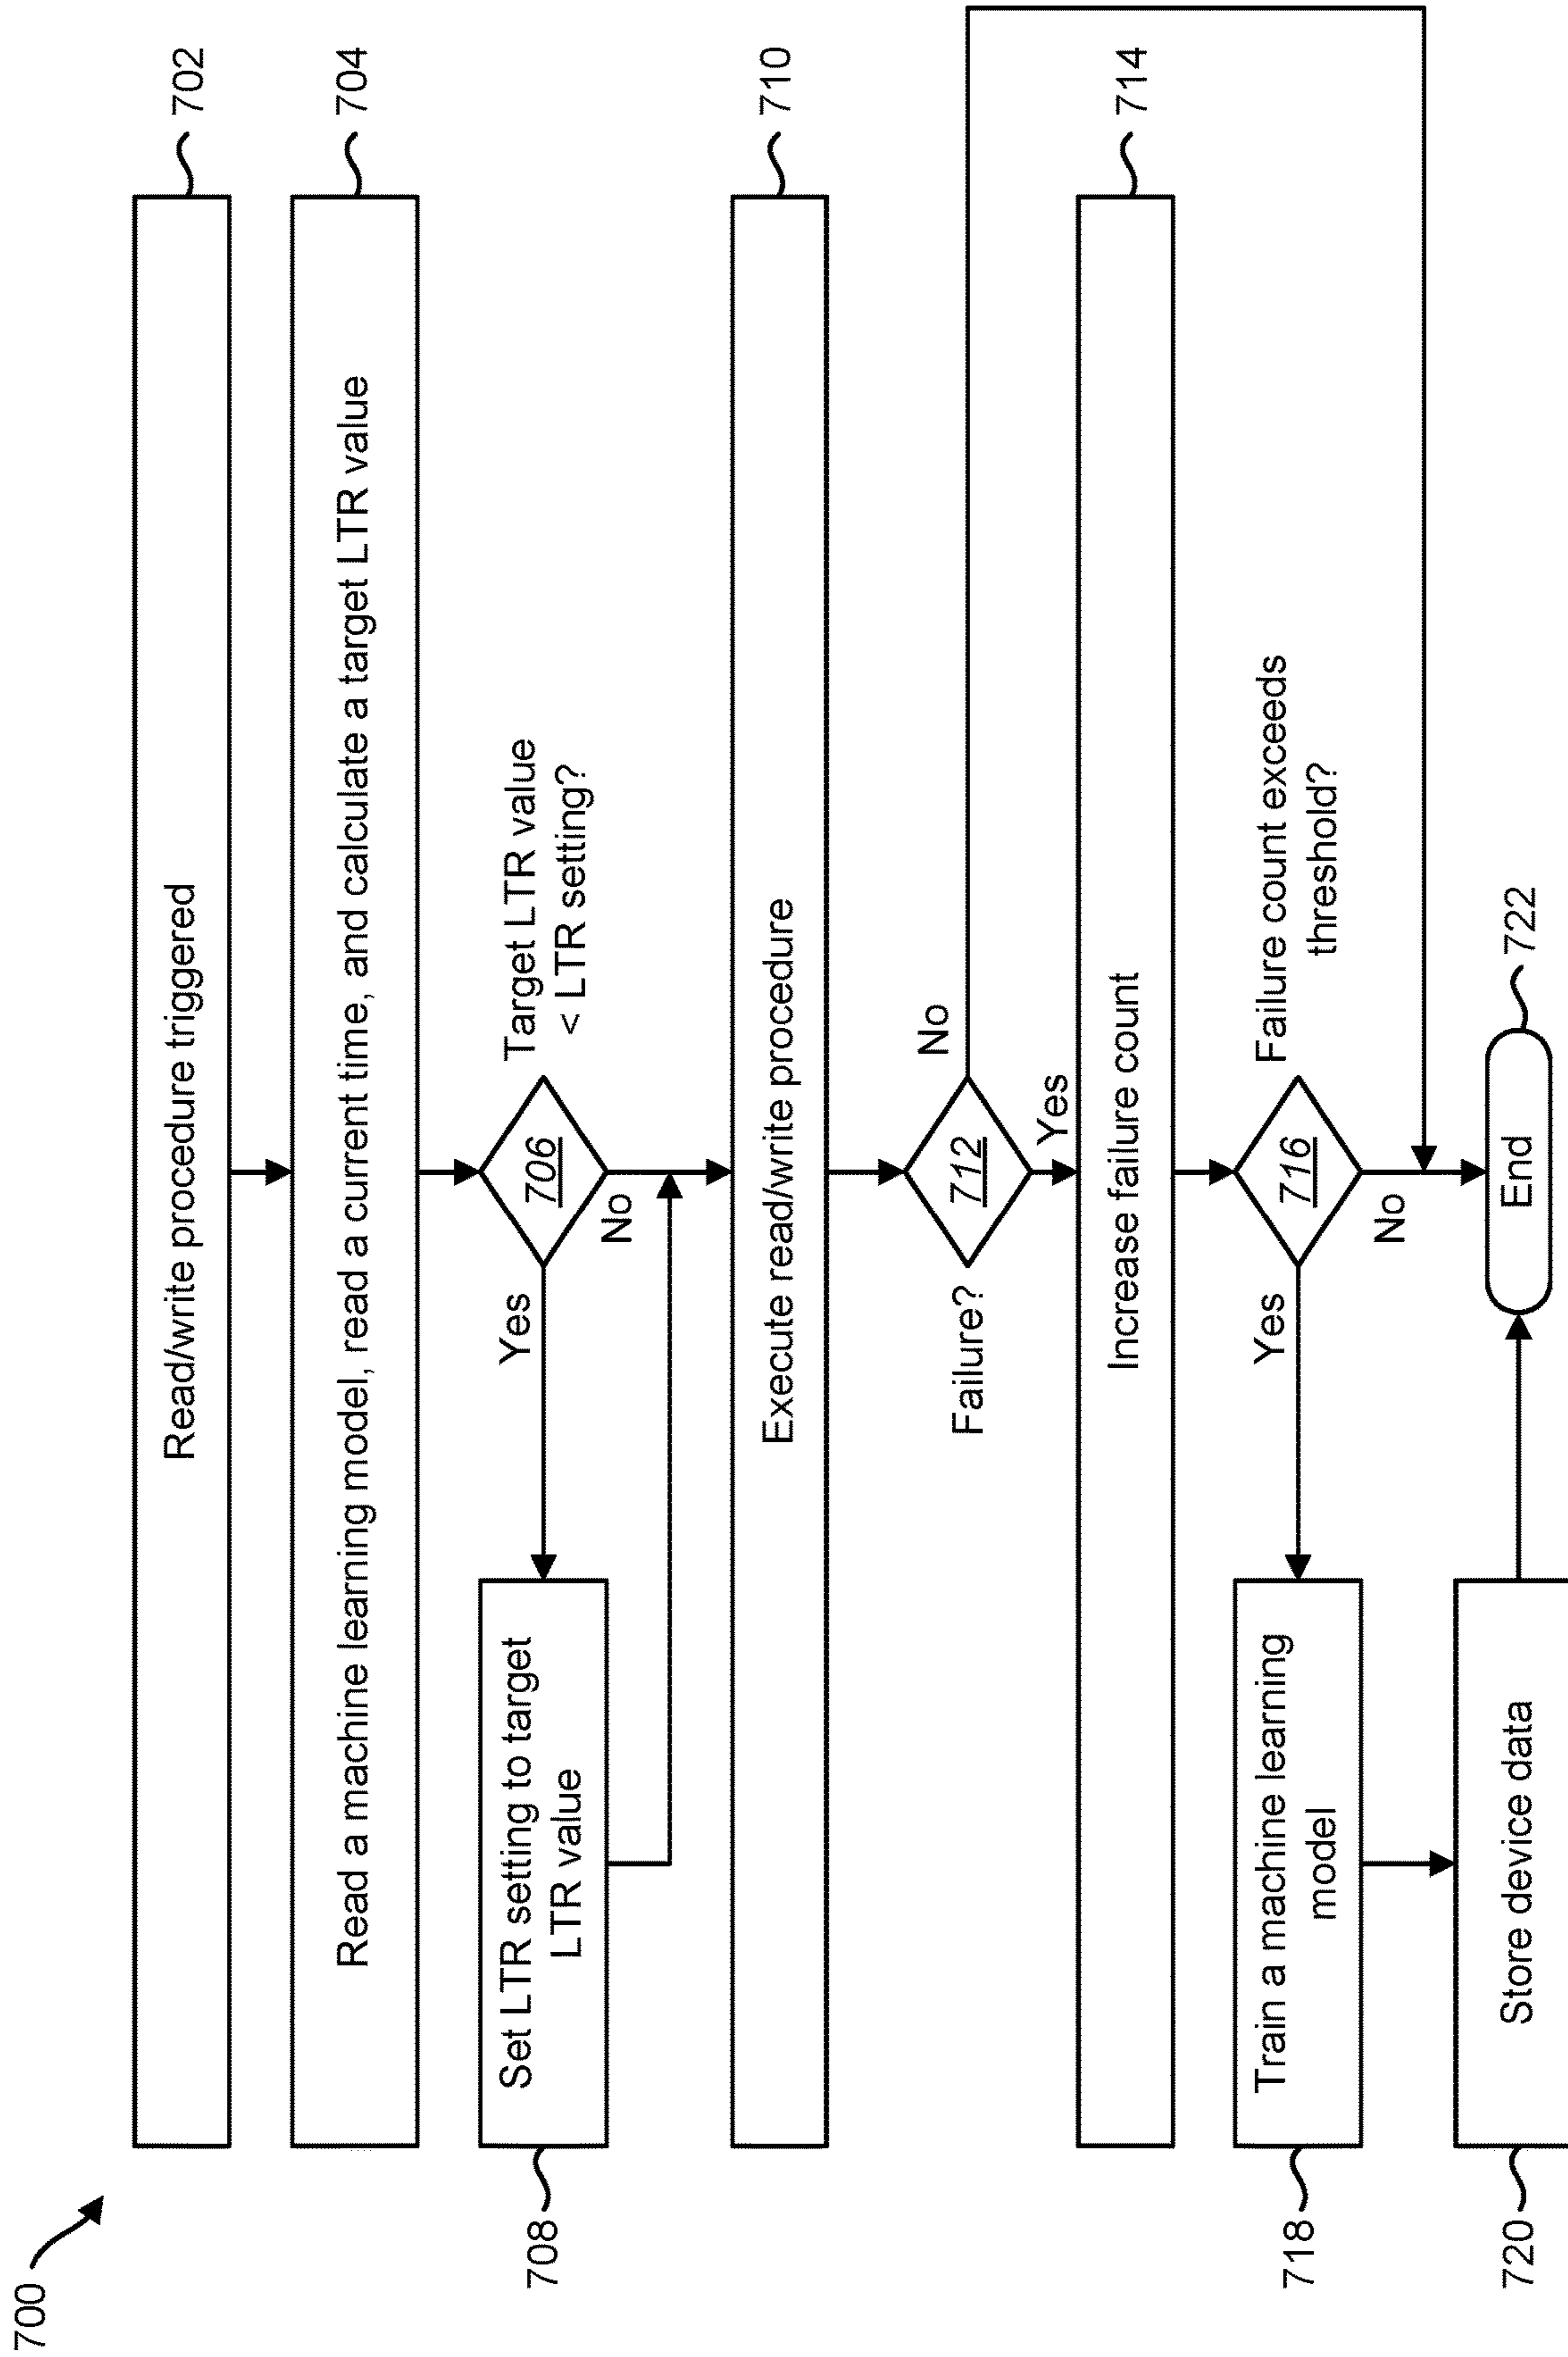 700
Read/write procedure triggered
702
Read a machine learning model, read a current time, and calculate a target LTR value
704
Target LTR value
< LTR setting?
706
Yes
No
Set LTR setting to target
LTR value
708
Execute read/write procedure
710
Failure?
712
No
Yes
Increase failure count
714
Failure count exceeds
threshold?
716
Yes
No
Train a machine learning
model
718
Store device data
720
End
722